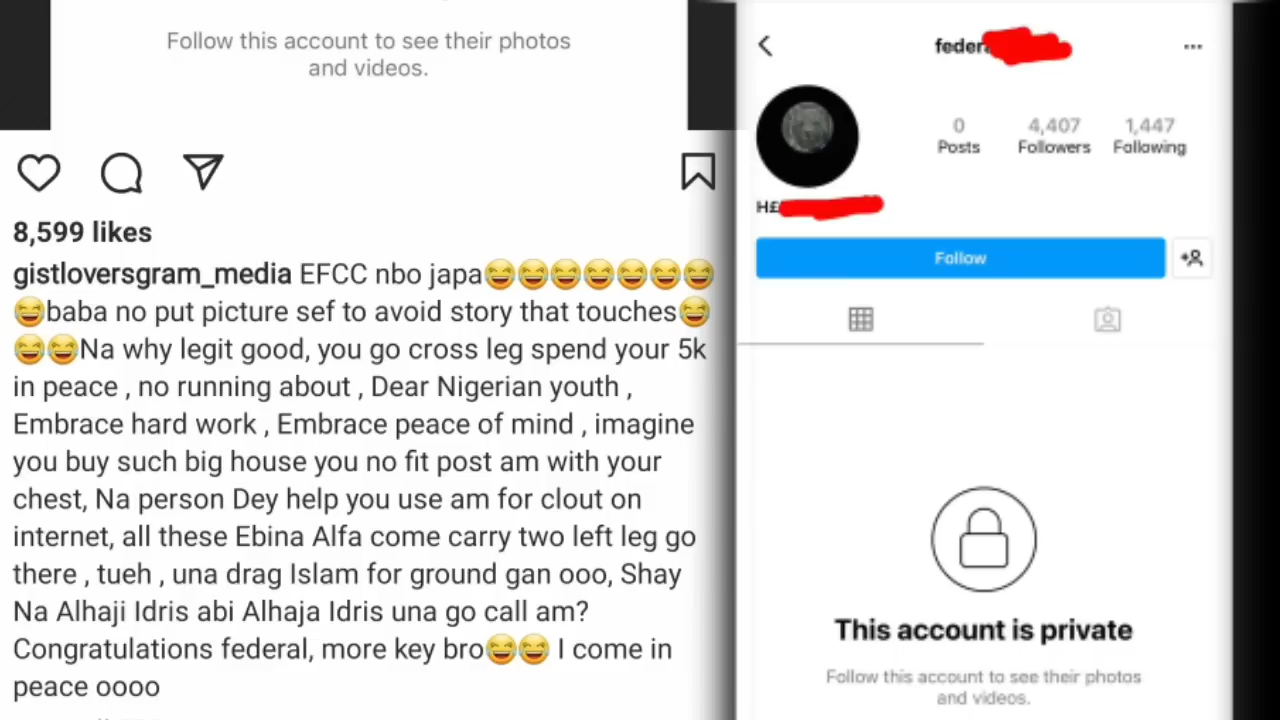 Follow this account to see their photos
and videos.
8,599 likes
gistloversgram_media EFCC nbo japa😂😂😂😂😂😂😂
😂baba no put picture sef to avoid story that touches😂
😂😂Na why legit good, you go cross leg spend your 5k
in peace , no running about , Dear Nigerian youth ,
Embrace hard work , Embrace peace of mind , imagine
you buy such big house you no fit post am with your
chest, Na person Dey help you use am for clout on
internet, all these Ebina Alfa come carry two left leg go
there , tueh , una drag Islam for ground gan ooo, Shay
Na Alhaji Idris abi Alhaja Idris una go call am?
Congratulations federal, more key bro😂😂 I come in
peace oooo
0 4,407 1,447
Posts Followers Following
H£
Follow
This account is private
Follow this account to see their photos
and videos.